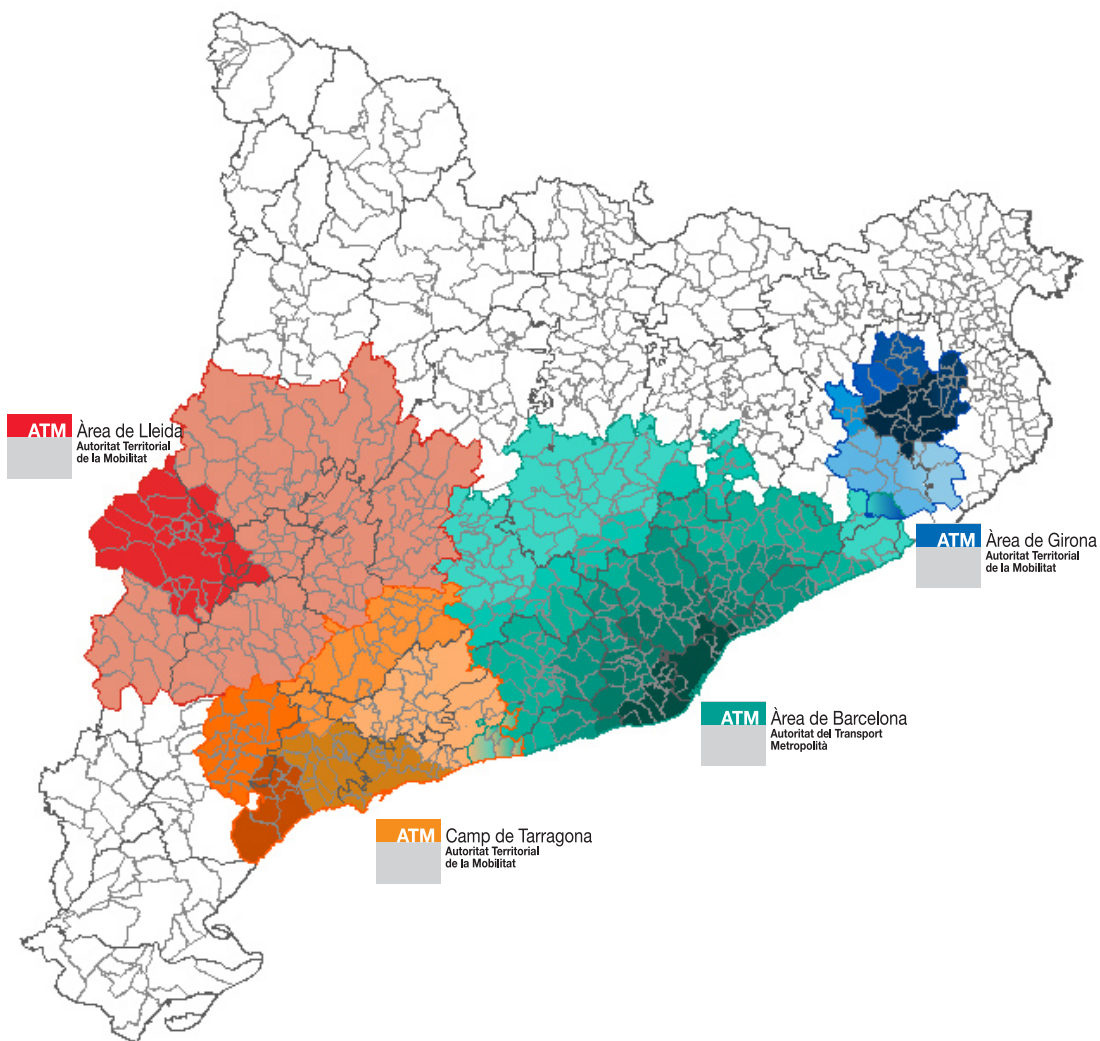 ATM Àrea de Lleida
Autoritat Territorial
de la Mobilitat
ATM Àrea de Girona
Autoritat Territorial
de la Mobilitat
ATM Àrea de Barcelona
Autoritat del Transport
Metropolità
ATM Camp de Tarragona
Autoritat Territorial
de la Mobilitat